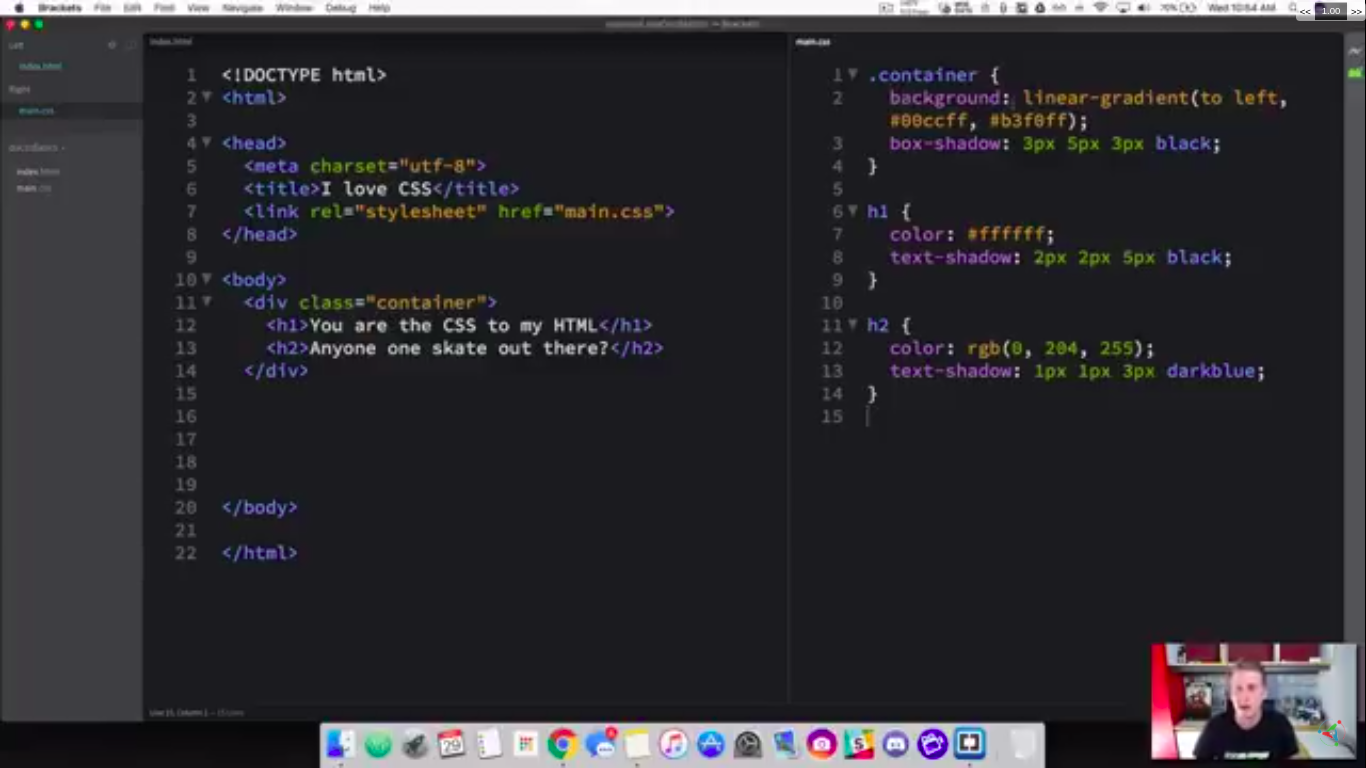 Brackets File Edit Find View Navigate Window Debug Help 70% Wed 10:54 AM
<< 1.00 >>
Left
index.html
Right
main.css
index.html
main.css
index.html
1 <!DOCTYPE html>
2 <html>
3
4 <head>
5 <meta charset="utf-8">
6 <title>I love CSS</title>
7 <link rel="stylesheet" href="main.css">
8 </head>
9
10 <body>
11 <div class="container">
12 <h1>You are the CSS to my HTML</h1>
13 <h2>Anyone one skate out there?</h2>
14 </div>
15
16
17
18
19
20 </body>
21
22 </html>
main.css
1 .container {
2 background: linear-gradient(to left,
#00ccff, #b3f0ff);
3 box-shadow: 3px 5px 3px black;
4 }
5
6 h1 {
7 color: #ffffff;
8 text-shadow: 2px 2px 5px black;
9 }
10
11 h2 {
12 color: rgb(0, 204, 255);
13 text-shadow: 1px 1px 3px darkblue;
14 }
15
29